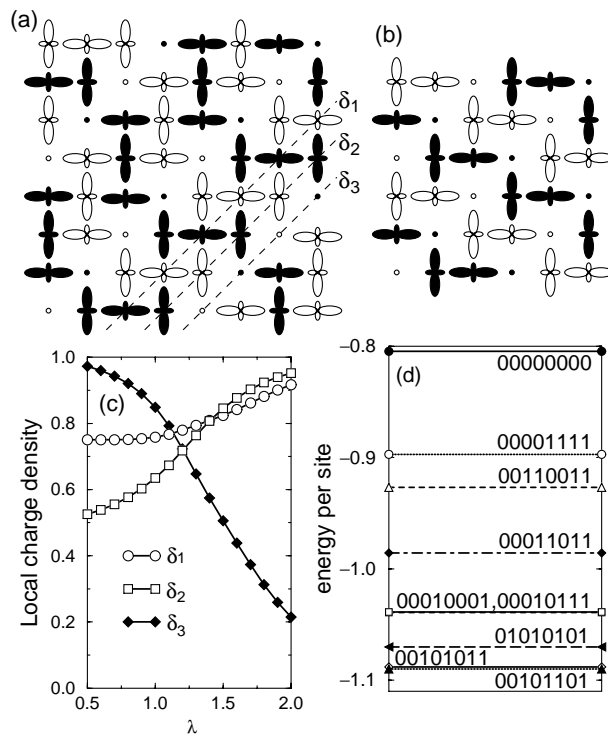 (a)
(b)
δ1
δ2
δ3
Local charge density
1.0
0.8
0.6
0.4
0.2
0.0
(c)
δ1
δ2
δ3
0.5
1.0
1.5
2.0
λ
energy per site
−0.8
−0.9
−1.0
−1.1
(d)
00000000
00001111
00110011
00011011
00010001,00010111
01010101
00101011
00101101